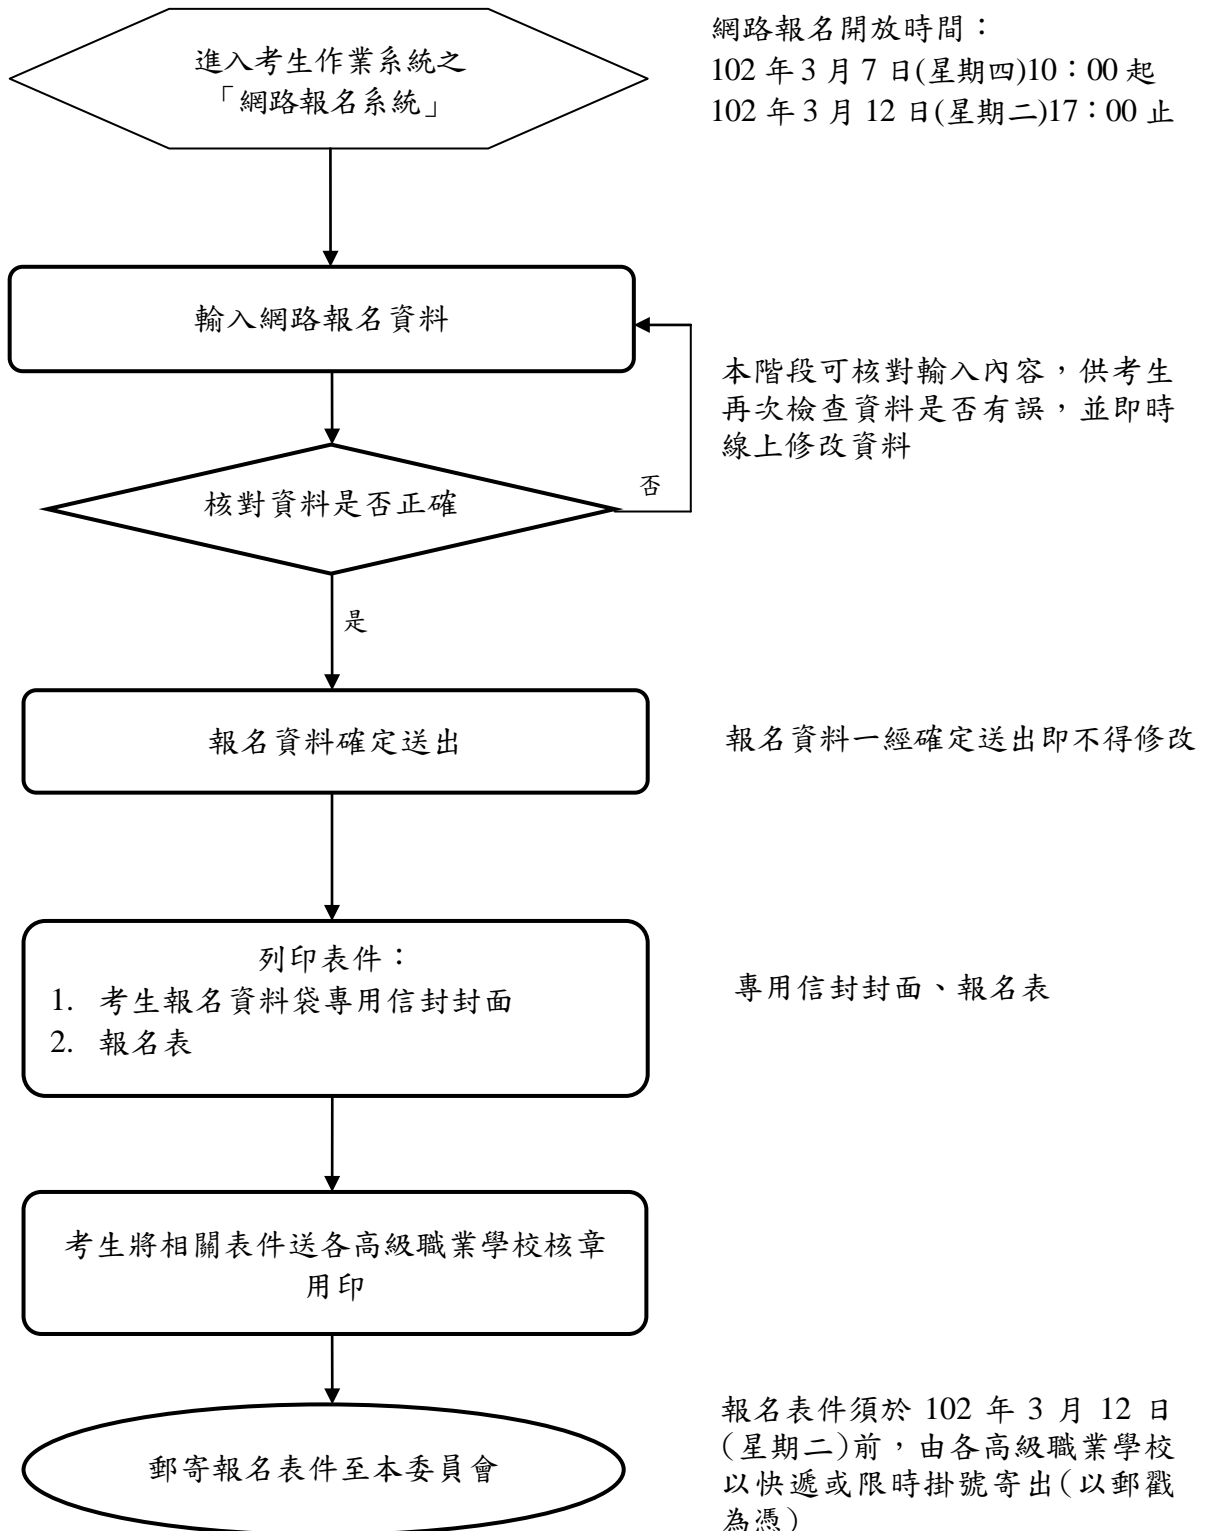 進入考生作業系統之
「網路報名系統」
網路報名開放時間：
102 年 3 月 7 日(星期四)10：00 起
102 年 3 月 12 日(星期二)17：00 止
輸入網路報名資料
本階段可核對輸入內容，供考生
再次檢查資料是否有誤，並即時
線上修改資料
核對資料是否正確
否
是
報名資料確定送出
報名資料一經確定送出即不得修改
列印表件：
1. 考生報名資料袋專用信封封面
2. 報名表
專用信封封面、報名表
考生將相關表件送各高級職業學校核章
用印
郵寄報名表件至本委員會
報名表件須於 102 年 3 月 12 日
(星期二)前，由各高級職業學校
以快遞或限時掛號寄出(以郵戳
為憑)